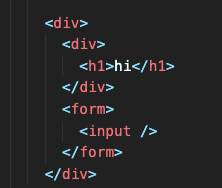 <div>
  <div>
    <h1>hi</h1>
  </div>
  <form>
    <input />
  </form>
</div>